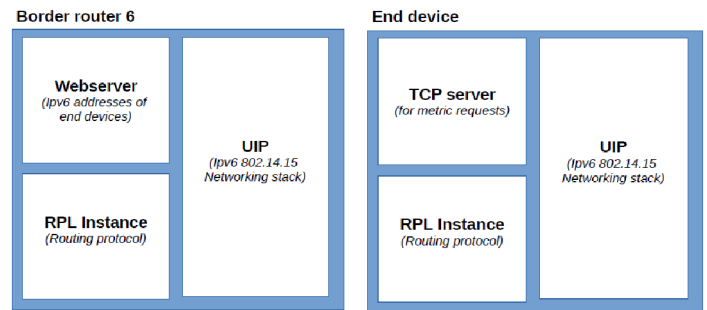 Border router 6
Webserver
(Ipv6 addresses of
end devices)
UIP
(Ipv6 802.14.15
Networking stack)
RPL Instance
(Routing protocol)
End device
TCP server
(for metric requests)
UIP
(Ipv6 802.14.15
Networking stack)
RPL Instance
(Routing protocol)